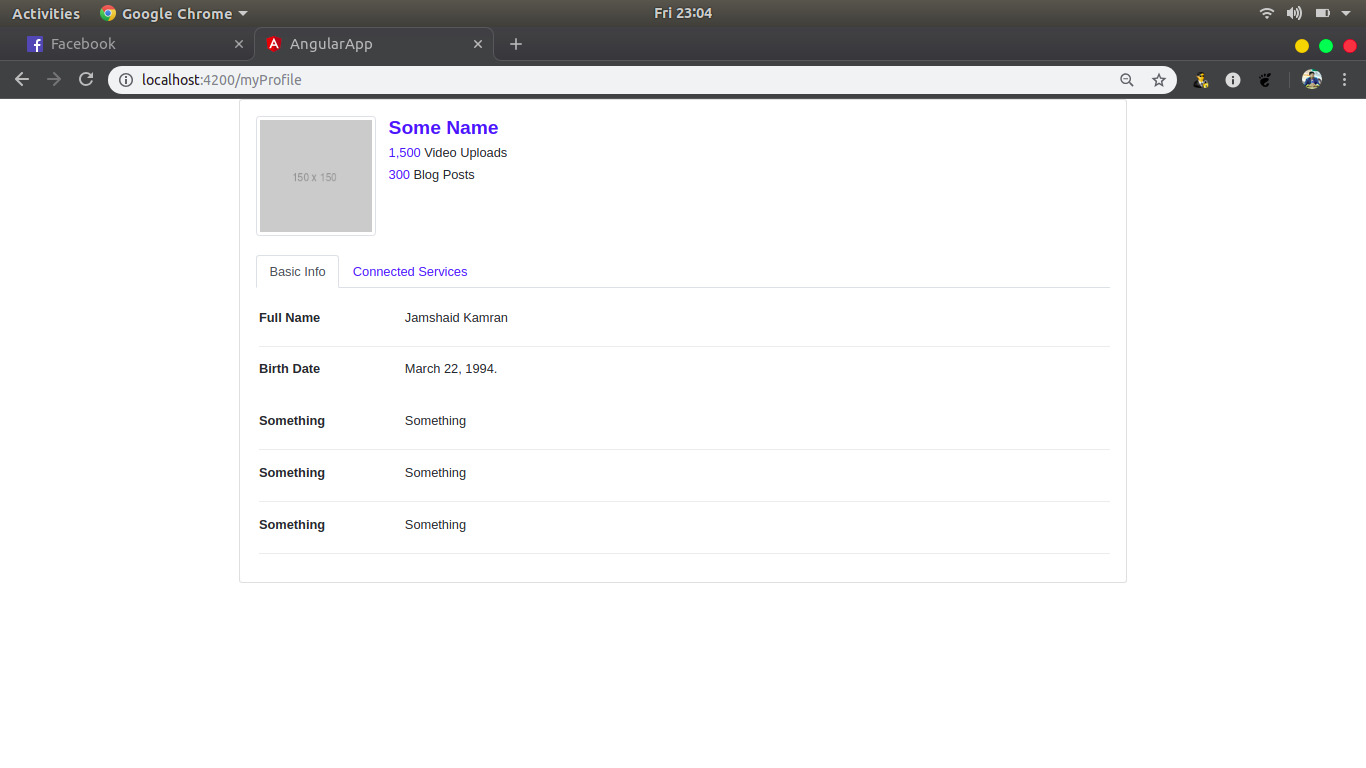 Activities Google Chrome Fri 23:04
Facebook AngularApp
localhost:4200/myProfile
150 x 150
Some Name
1,500 Video Uploads
300 Blog Posts
Basic Info Connected Services
Full Name Jamshaid Kamran
Birth Date March 22, 1994.
Something Something
Something Something
Something Something